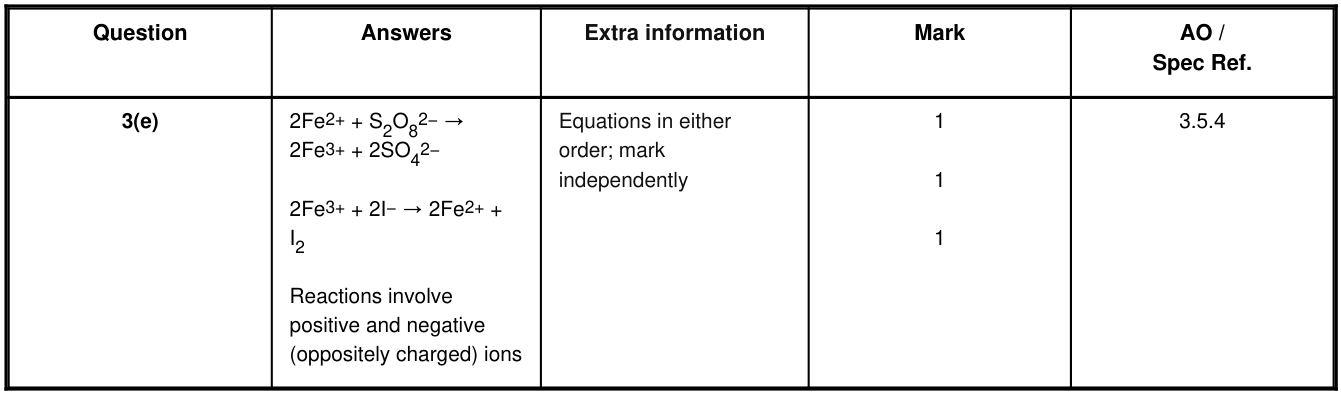 Question Answers Extra information Mark AO /
Spec Ref.
3(e) 2Fe2+ + S2O82– → Equations in either 1 3.5.4
2Fe3+ + 2SO42– order; mark
independently 1
2Fe3+ + 2I– → 2Fe2+ +
I2 1
Reactions involve
positive and negative
(oppositely charged) ions